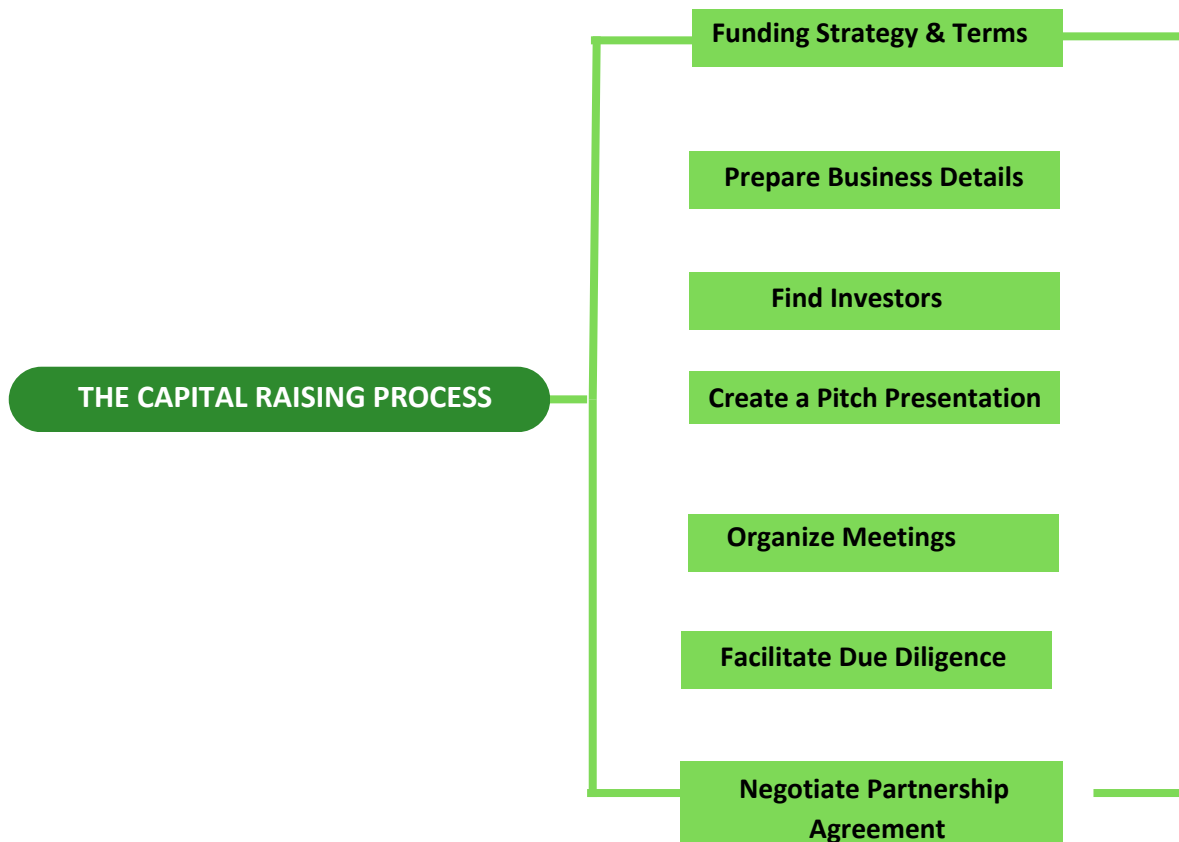 Funding Strategy & Terms
Prepare Business Details
Find Investors
THE CAPITAL RAISING PROCESS
Create a Pitch Presentation
Organize Meetings
Facilitate Due Diligence
Negotiate Partnership
Agreement